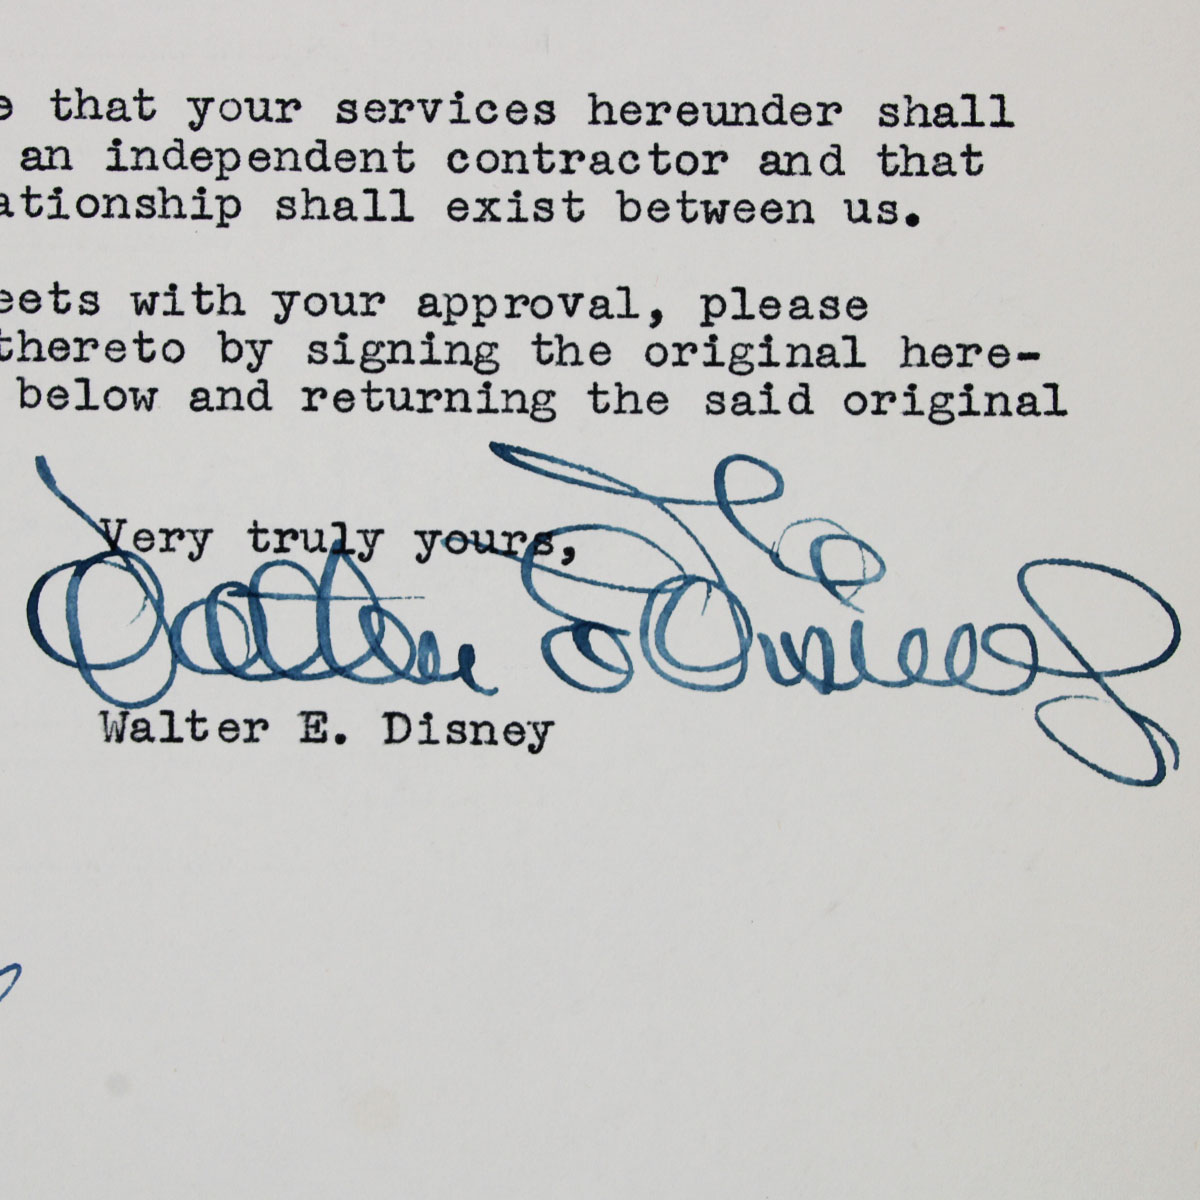 e that your services hereunder shall
an independent contractor and that
ationship shall exist between us.
eets with your approval, please
thereto by signing the original here-
below and returning the said original
Very truly yours,
Walter E Disney
Walter E. Disney